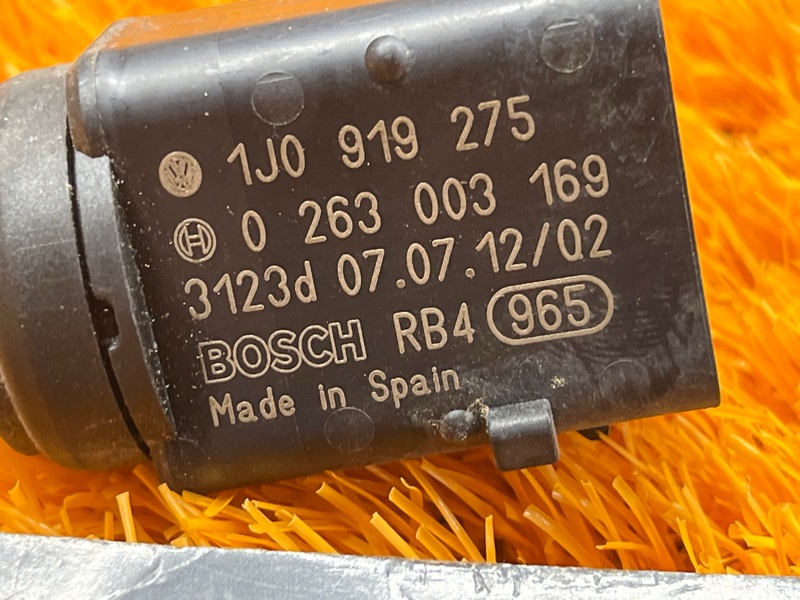 1J0 919 275
0 263 003 169
3123d 07.07.12/02
BOSCH RB4 965
Made in Spain